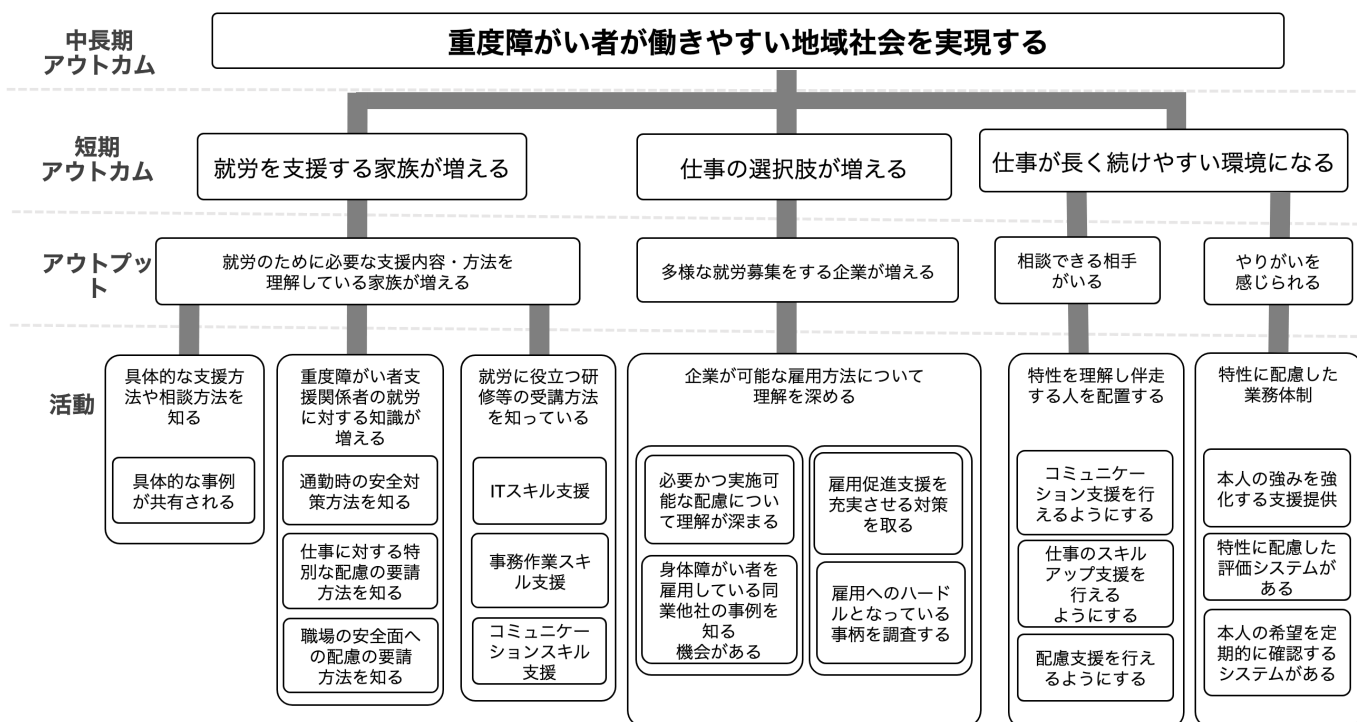 中長期
アウトカム
重度障がい者が働きやすい地域社会を実現する
短期
アウトカム
就労を支援する家族が増える
仕事の選択肢が増える
仕事が長く続けやすい環境になる
アウトプッ
ト
就労のために必要な支援内容・方法を
理解している家族が増える
多様な就労募集をする企業が増える
相談できる相手
がいる
やりがいを
感じられる
活動
具体的な支援方
法や相談方法を
知る
具体的な事例
が共有される
重度障がい者支
援関係者の就労
に対する知識が
増える
通勤時の安全対
策方法を知る
仕事に対する特
別な配慮の要請
方法を知る
職場の安全面へ
の配慮の要請
方法を知る
就労に役立つ研
修等の受講方法
を知っている
ITスキル支援
事務作業スキ
ル支援
コミュニケー
ションスキル
支援
企業が可能な雇用方法について
理解を深める
必要かつ実施可
能な配慮につい
て理解が深まる
身体障がい者を
雇用している同
業他社の事例を
知る
機会がある
雇用促進支援を
充実させる対策
を取る
雇用へのハード
ルとなっている
事柄を調査する
特性を理解し伴走
する人を配置する
コミュニケー
ション支援を行
えるようにする
仕事のスキル
アップ支援を
行える
ようにする
配慮支援を行え
るようにする
特性に配慮した
業務体制
本人の強みを強
化する支援提供
特性に配慮した
評価システムが
ある
本人の希望を定
期的に確認する
システムがある